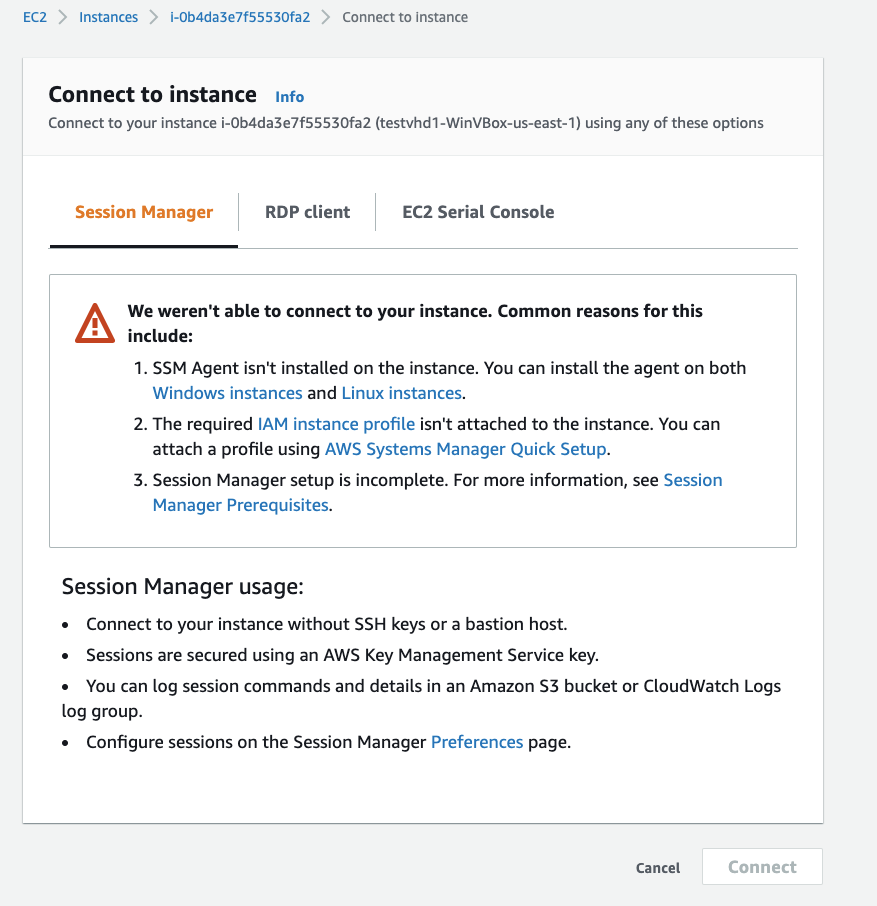 EC2 > Instances > i-0b4da3e7f55530fa2 > Connect to instance
Connect to instance Info
Connect to your instance i-0b4da3e7f55530fa2 (testvhd1-WinVBox-us-east-1) using any of these options
Session Manager RDP client EC2 Serial Console
We weren't able to connect to your instance. Common reasons for this
include:
1. SSM Agent isn't installed on the instance. You can install the agent on both
Windows instances and Linux instances.
2. The required IAM instance profile isn't attached to the instance. You can
attach a profile using AWS Systems Manager Quick Setup.
3. Session Manager setup is incomplete. For more information, see Session
Manager Prerequisites.
Session Manager usage:
• Connect to your instance without SSH keys or a bastion host.
• Sessions are secured using an AWS Key Management Service key.
• You can log session commands and details in an Amazon S3 bucket or CloudWatch Logs
log group.
• Configure sessions on the Session Manager Preferences page.
Cancel Connect